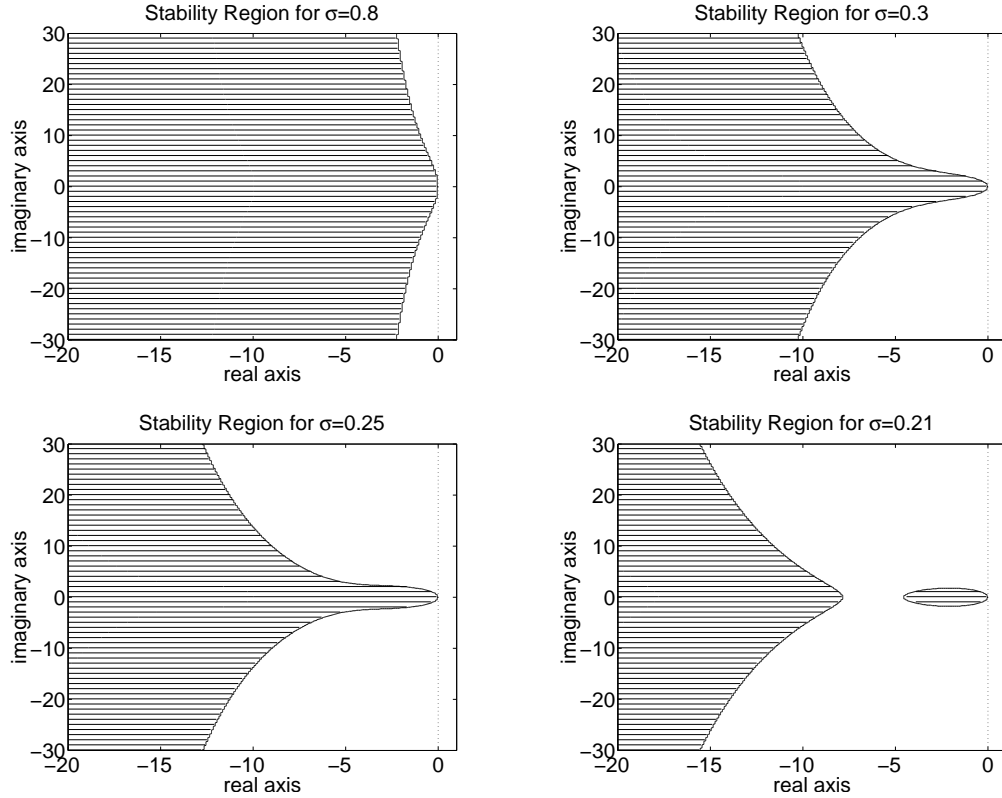 Stability Region for σ=0.8
30
20
10
0
−10
−20
−30
imaginary axis
−20 −15 −10 −5 0
real axis
Stability Region for σ=0.3
30
20
10
0
−10
−20
−30
imaginary axis
−20 −15 −10 −5 0
real axis
Stability Region for σ=0.25
30
20
10
0
−10
−20
−30
imaginary axis
−20 −15 −10 −5 0
real axis
Stability Region for σ=0.21
30
20
10
0
−10
−20
−30
imaginary axis
−20 −15 −10 −5 0
real axis